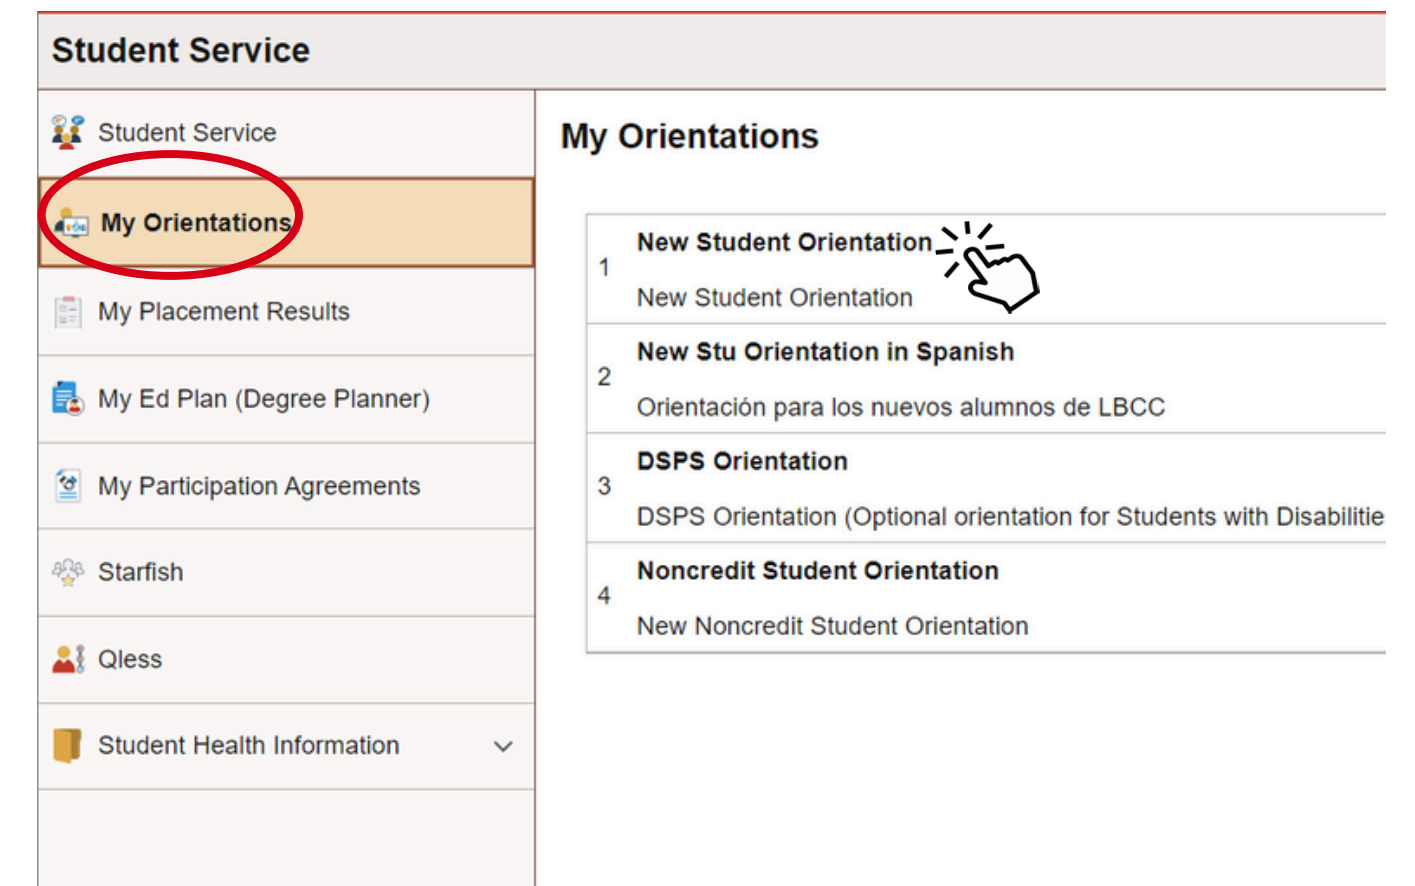 Student Service
Student Service
My Orientations
My Placement Results
My Ed Plan (Degree Planner)
My Participation Agreements
Starfish
Qless
Student Health Information
My Orientations
1
New Student Orientation
New Student Orientation
2
New Stu Orientation in Spanish
Orientación para los nuevos alumnos de LBCC
3
DSPS Orientation
DSPS Orientation (Optional orientation for Students with Disabilitie
4
Noncredit Student Orientation
New Noncredit Student Orientation